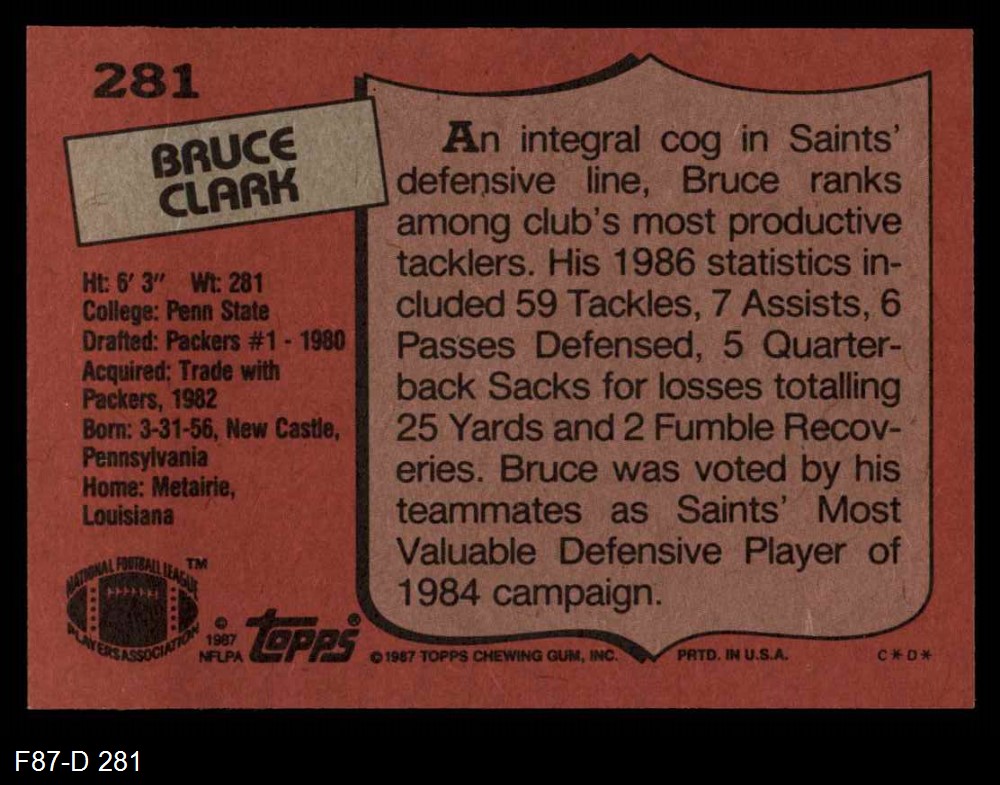 281
BRUCE
CLARK
Ht: 6' 3" Wt: 281
College: Penn State
Drafted: Packers #1 - 1980
Acquired: Trade with
Packers, 1982
Born: 3-31-56, New Castle,
Pennsylvania
Home: Metairie,
Louisiana
An integral cog in Saints'
defensive line, Bruce ranks
among club's most productive
tacklers. His 1986 statistics in-
cluded 59 Tackles, 7 Assists, 6
Passes Defensed, 5 Quarter-
back Sacks for losses totalling
25 Yards and 2 Fumble Recov-
eries. Bruce was voted by his
teammates as Saints' Most
Valuable Defensive Player of
1984 campaign.
NATIONAL FOOTBALL LEAGUE ™
PLAYERS ASSOCIATION
©
1987
NFLPA
topps®
© 1987 TOPPS CHEWING GUM, INC. PRTD. IN U.S.A. C*D*
F87-D 281